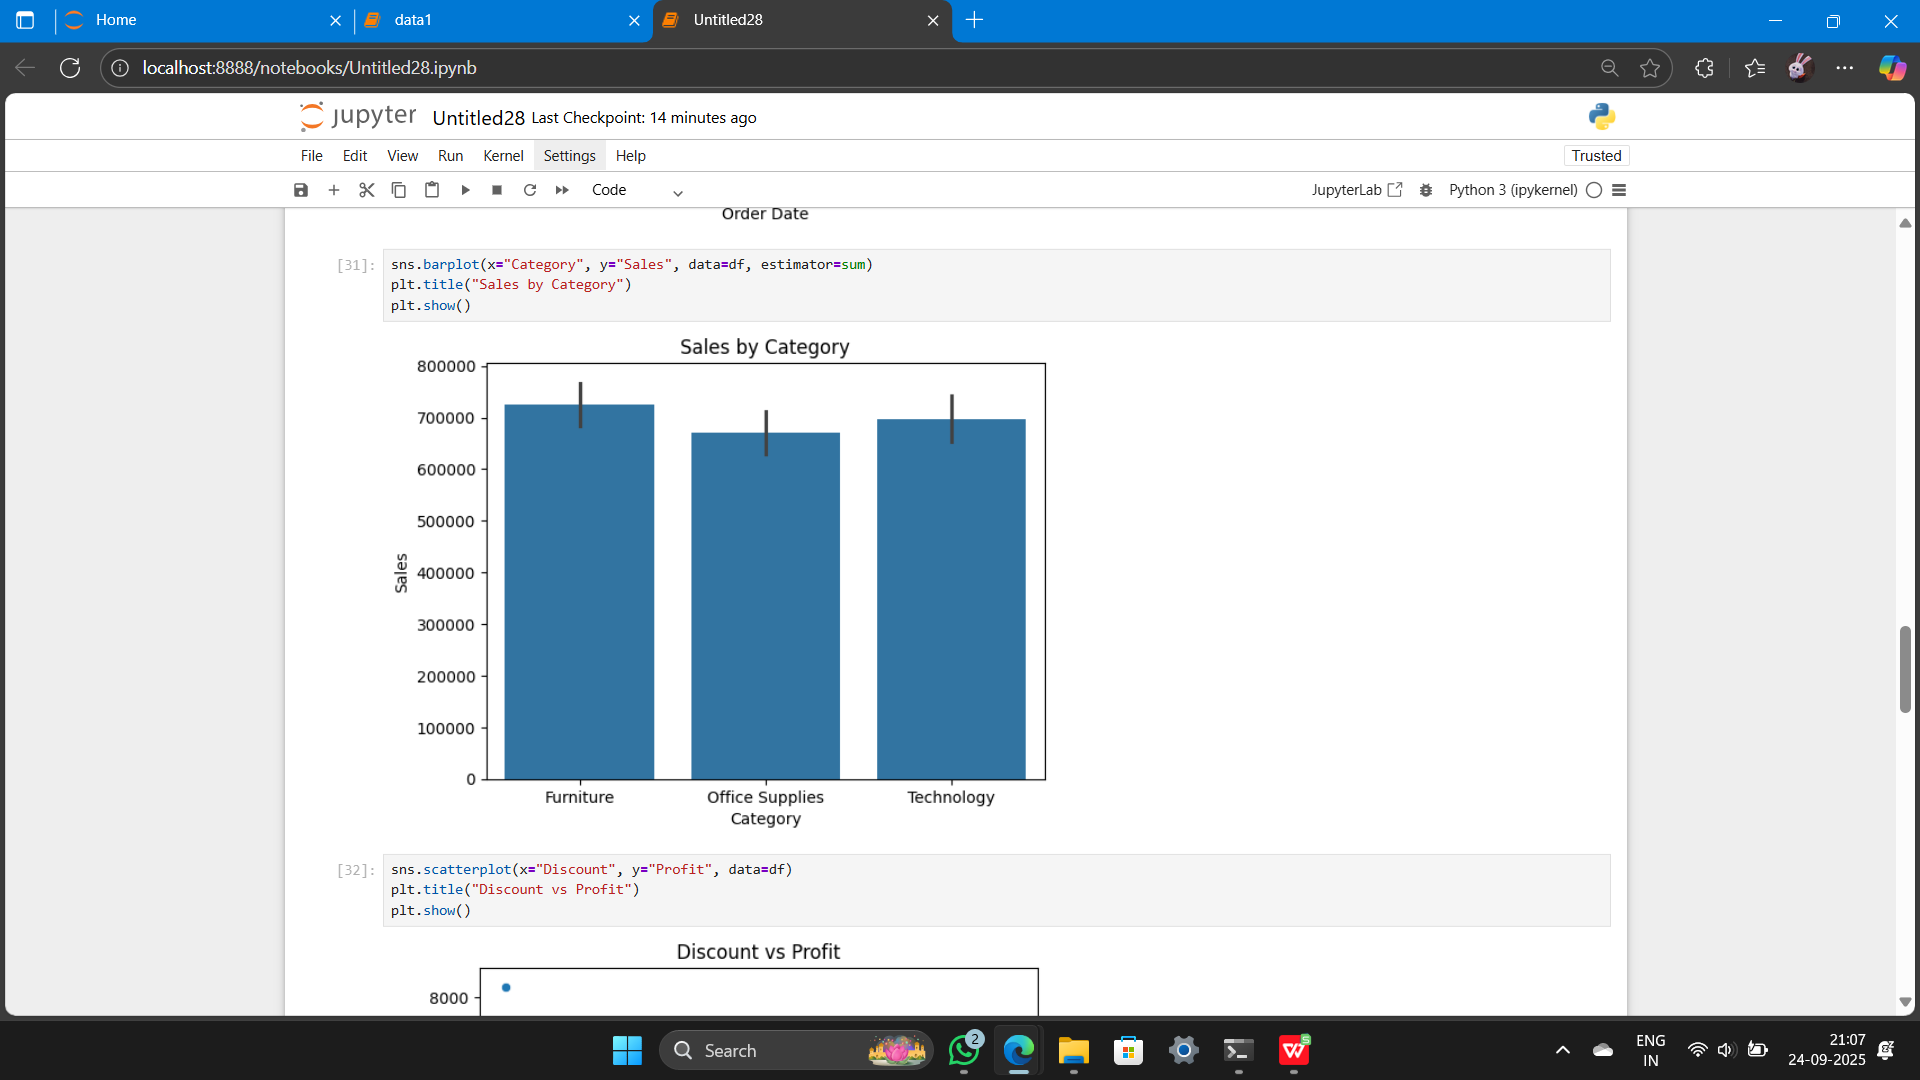 Home
data1
Untitled28
localhost:8888/notebooks/Untitled28.ipynb
jupyter Untitled28 Last Checkpoint: 14 minutes ago
File Edit View Run Kernel Settings Help
Trusted
Code
JupyterLab
Python 3 (ipykernel)
Order Date
[31]:
sns.barplot(x="Category", y="Sales", data=df, estimator=sum)
plt.title("Sales by Category")
plt.show()
Sales by Category
800000
700000
600000
500000
400000
300000
200000
100000
0
Sales
Furniture
Office Supplies
Technology
Category
[32]:
sns.scatterplot(x="Discount", y="Profit", data=df)
plt.title("Discount vs Profit")
plt.show()
Discount vs Profit
8000
Search
2
W
S
ENG
IN
21:07
24-09-2025